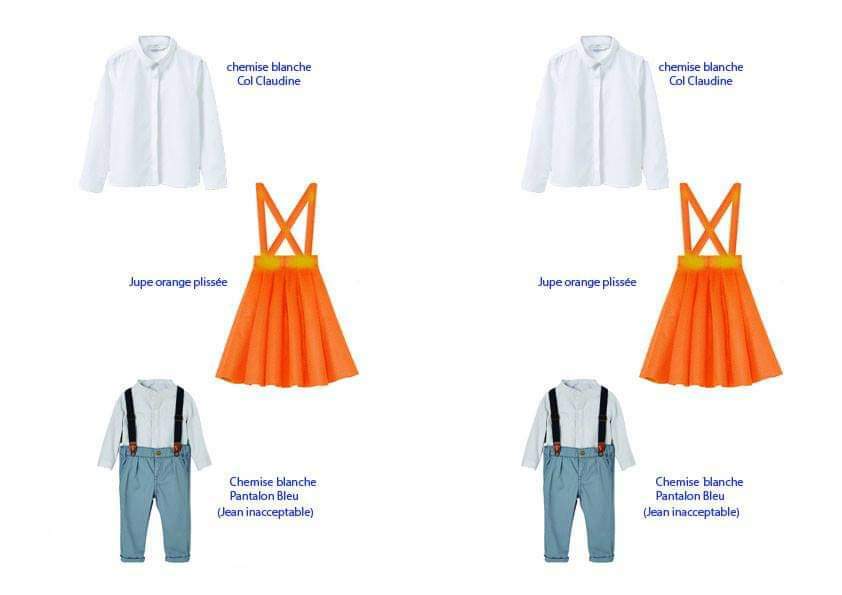 chemise blanche
Col Claudine
Jupe orange plissée
Chemise blanche
Pantalon Bleu
(Jean inacceptable)
chemise blanche
Col Claudine
Jupe orange plissée
Chemise blanche
Pantalon Bleu
(Jean inacceptable)